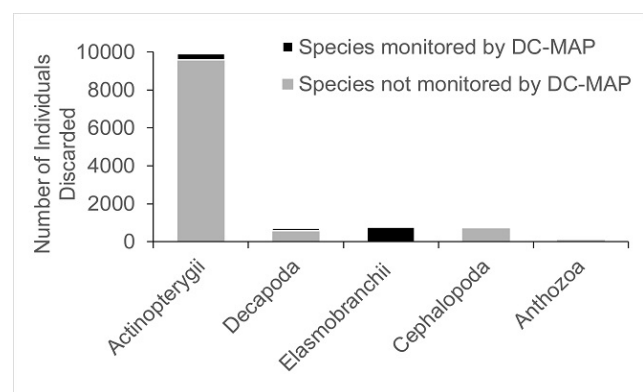 Species monitored by DC-MAP
Species not monitored by DC-MAP
Number of Individuals
Discarded
10000
8000
6000
4000
2000
0
Actinopterygii
Decapoda
Elasmobranchii
Cephalopoda
Anthozoa